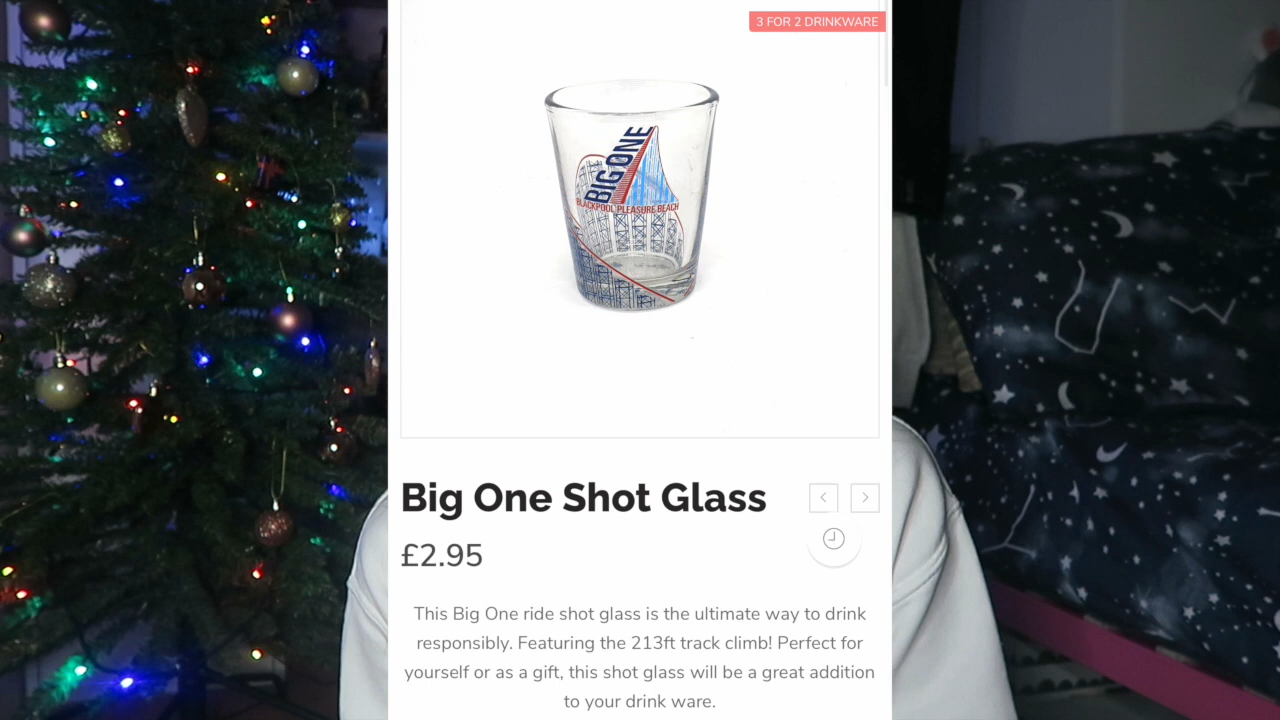 3 FOR 2 DRINKWARE
BIG ONE
BLACKPOOL PLEASURE BEACH
Big One Shot Glass
£2.95
This Big One ride shot glass is the ultimate way to drink
responsibly. Featuring the 213ft track climb! Perfect for
yourself or as a gift, this shot glass will be a great addition
to your drink ware.